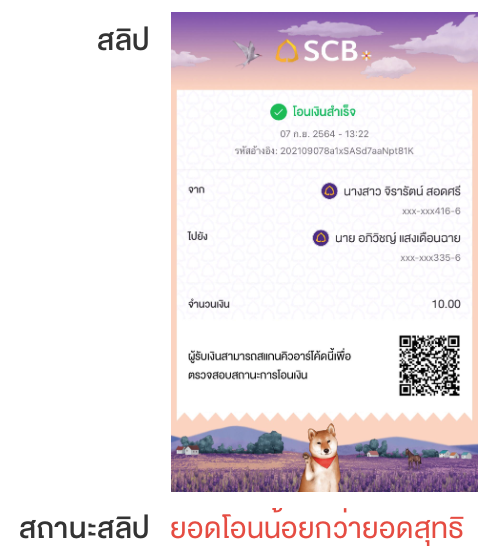 สลิป
SCB
โอนเงินสำเร็จ
07 ก.ย. 2564 - 13:22
รหัสอ้างอิง: 202109078a1xSASd7aaNpt81K
จาก
นางสาว จิรารัตน์ สอดศรี
xxx-xxx416-6
ไปยัง
นาย อภิวิชญ์ แสงเดือนฉาย
xxx-xxx335-6
จำนวนเงิน 10.00
ผู้รับเงินสามารถสแกนคิวอาร์โค้ดนี้เพื่อ
ตรวจสอบสถานะการโอนเงิน
สถานะสลิป ยอดโอนน้อยกว่ายอดสุทธิ